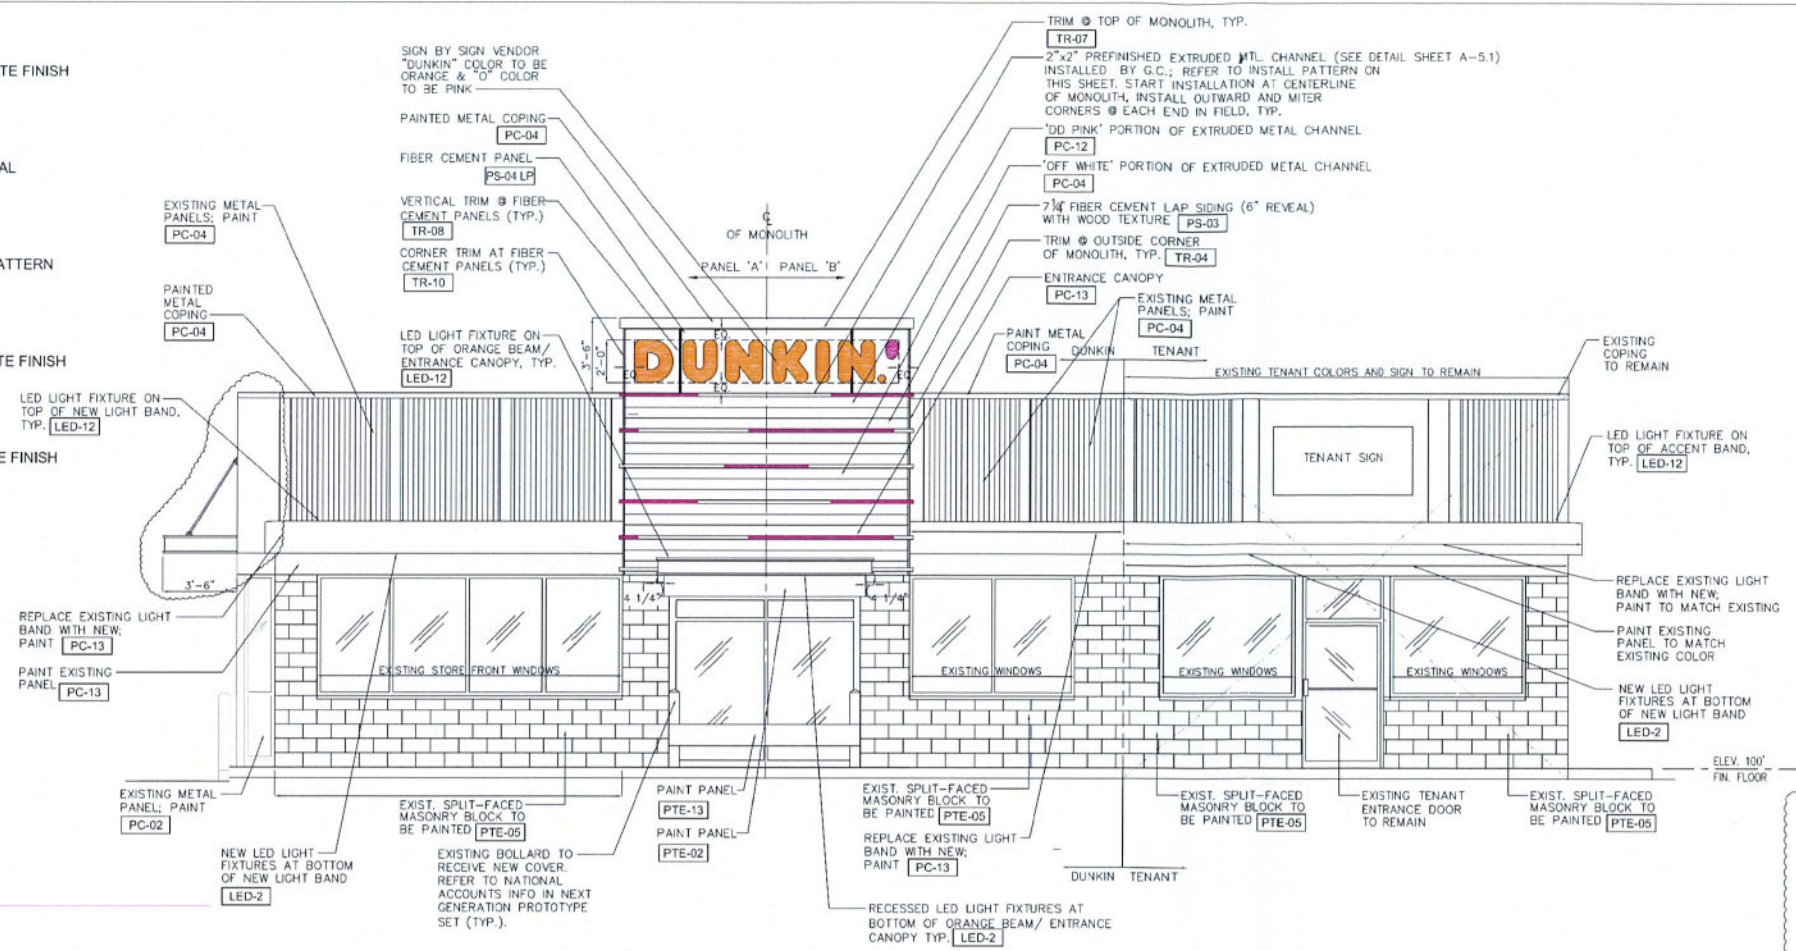 TE FINISH
AL
ATTERN
TE FINISH
E FINISH
SIGN BY SIGN VENDOR
"DUNKIN" COLOR TO BE
ORANGE & "O" COLOR
TO BE PINK
PAINTED METAL COPING
PC-04
FIBER CEMENT PANEL
PS-04 LP
VERTICAL TRIM @ FIBER
CEMENT PANELS (TYP.)
TR-08
CORNER TRIM AT FIBER
CEMENT PANELS (TYP.)
TR-10
LED LIGHT FIXTURE ON
TOP OF ORANGE BEAM/
ENTRANCE CANOPY, TYP.
LED-12
EXISTING METAL
PANELS; PAINT
PC-04
PAINTED
METAL
COPING
PC-04
LED LIGHT FIXTURE ON
TOP OF NEW LIGHT BAND,
TYP. LED-12
℄
OF MONOLITH
PANEL 'A' PANEL 'B'
TRIM @ TOP OF MONOLITH, TYP.
TR-07
2"x2" PREFINISHED EXTRUDED MTL. CHANNEL (SEE DETAIL SHEET A-5.1)
INSTALLED BY G.C.; REFER TO INSTALL PATTERN ON
THIS SHEET. START INSTALLATION AT CENTERLINE
OF MONOLITH, INSTALL OUTWARD AND MITER
CORNERS @ EACH END IN FIELD, TYP.
'DD PINK' PORTION OF EXTRUDED METAL CHANNEL
PC-12
'OFF WHITE' PORTION OF EXTRUDED METAL CHANNEL
PC-04
7¼" FIBER CEMENT LAP SIDING (6" REVEAL)
WITH WOOD TEXTURE PS-03
TRIM @ OUTSIDE CORNER
OF MONOLITH, TYP. TR-04
ENTRANCE CANOPY
PC-13
EXISTING METAL
PANELS; PAINT
PC-04
PAINT METAL
COPING
PC-04
DUNKIN TENANT
EXISTING TENANT COLORS AND SIGN TO REMAIN
EXISTING
COPING
TO REMAIN
3'-6"
2'-0"
EQ.
DUNKIN.'
EQ
EQ
EQ.
TENANT SIGN
LED LIGHT FIXTURE ON
TOP OF ACCENT BAND,
TYP. LED-12
3'-6"
4 1/4"
4 1/4"
REPLACE EXISTING LIGHT
BAND WITH NEW;
PAINT PC-13
PAINT EXISTING
PANEL PC-13
EXISTING STORE FRONT WINDOWS
EXISTING WINDOWS
EXISTING WINDOWS
EXISTING WINDOWS
REPLACE EXISTING LIGHT
BAND WITH NEW;
PAINT TO MATCH EXISTING
PAINT EXISTING
PANEL TO MATCH
EXISTING COLOR
NEW LED LIGHT
FIXTURES AT BOTTOM
OF NEW LIGHT BAND
LED-2
ELEV. 100'
FIN. FLOOR
EXISTING METAL
PANEL; PAINT
PC-02
NEW LED LIGHT
FIXTURES AT BOTTOM
OF NEW LIGHT BAND
LED-2
EXIST. SPLIT-FACED
MASONRY BLOCK TO
BE PAINTED PTE-05
EXISTING BOLLARD TO
RECEIVE NEW COVER.
REFER TO NATIONAL
ACCOUNTS INFO IN NEXT
GENERATION PROTOTYPE
SET (TYP.).
PAINT PANEL
PTE-13
PAINT PANEL
PTE-02
EXIST. SPLIT-FACED
MASONRY BLOCK TO
BE PAINTED PTE-05
REPLACE EXISTING LIGHT
BAND WITH NEW;
PAINT PC-13
RECESSED LED LIGHT FIXTURES AT
BOTTOM OF ORANGE BEAM/ ENTRANCE
CANOPY TYP. LED-2
DUNKIN TENANT
EXIST. SPLIT-FACED
MASONRY BLOCK TO
BE PAINTED PTE-05
EXISTING TENANT
ENTRANCE DOOR
TO REMAIN
EXIST. SPLIT-FACED
MASONRY BLOCK TO
BE PAINTED PTE-05